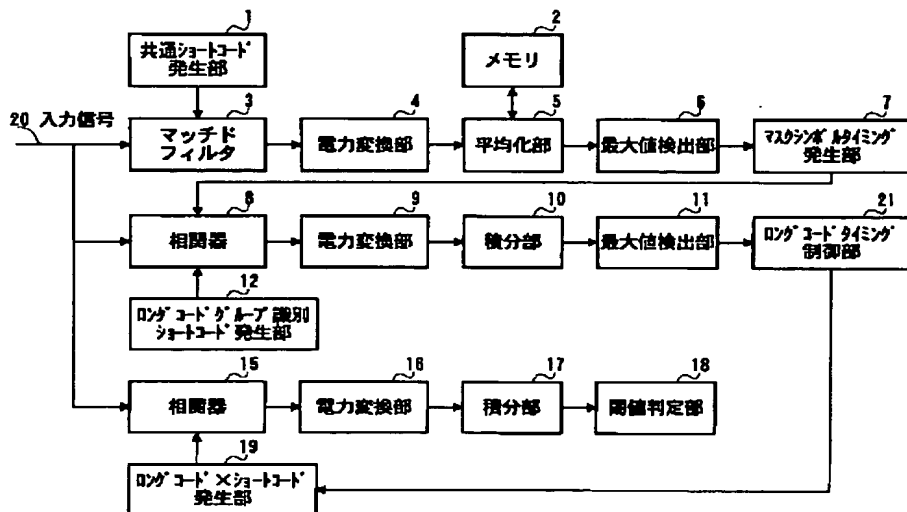 1
共通ショートコード
発生部
2
メモリ
20 入力信号
3
マッチド
フィルタ
4
電力変換部
5
平均化部
6
最大値検出部
7
マスクシンボルタイミング
発生部
8
相関器
9
電力変換部
10
積分部
11
最大値検出部
21
ロングコードタイミング
制御部
12
ロングコードグループ識別
ショートコード発生部
15
相関器
16
電力変換部
17
積分部
18
閾値判定部
19
ロングコード×ショートコード
発生部